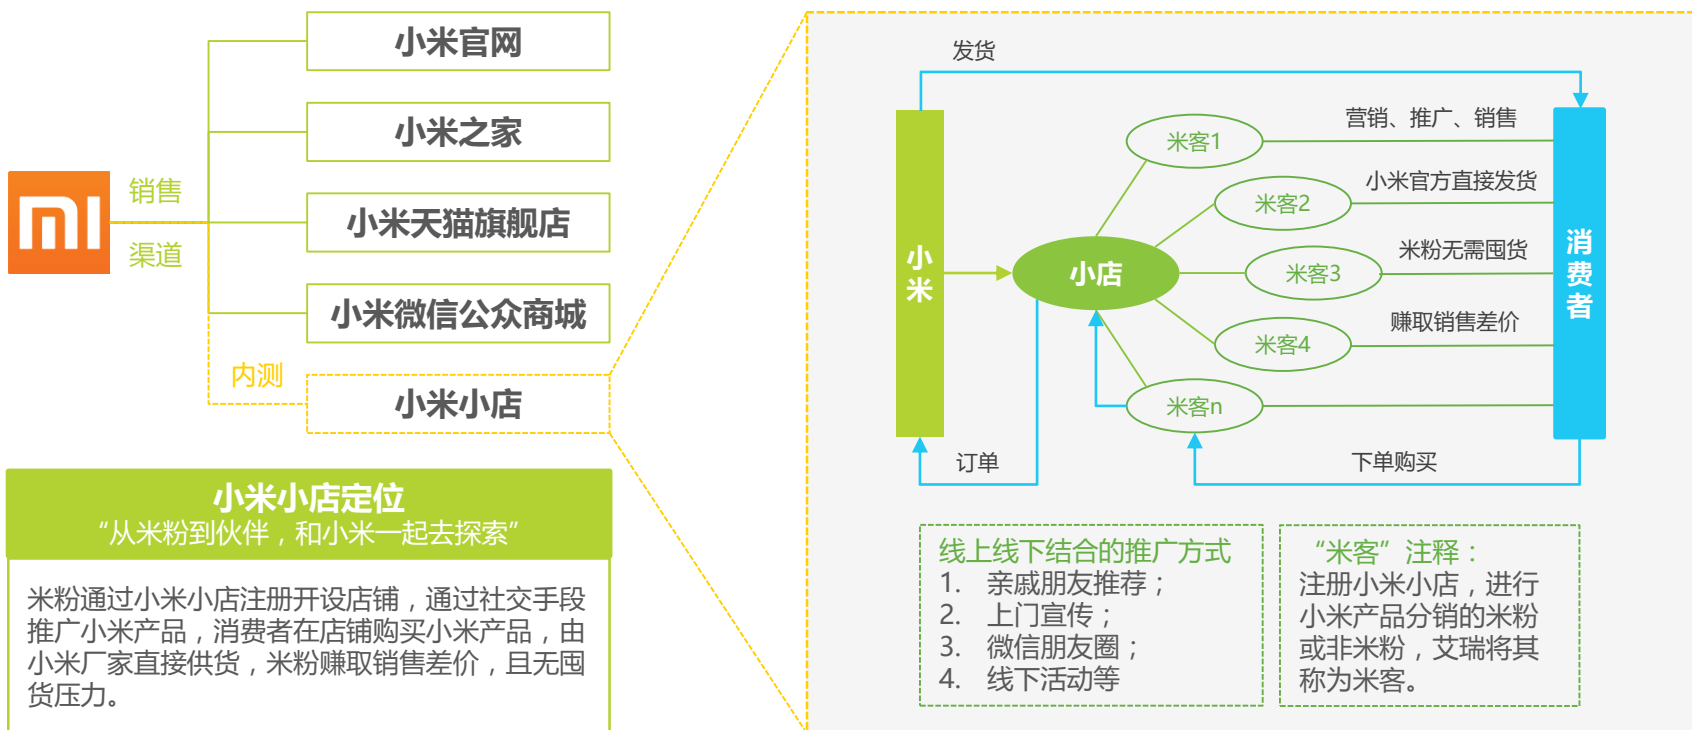 小米官网
小米之家
小米天猫旗舰店
小米微信公众商城
小米小店
mi
销售
渠道
内测
小米小店定位
“从米粉到伙伴，和小米一起去探索”
米粉通过小米小店注册开设店铺，通过社交手段
推广小米产品，消费者在店铺购买小米产品，由
小米厂家直接供货，米粉赚取销售差价，且无囤
货压力。
发货
小米
小店
米客1
米客2
米客3
米客4
米客n
营销、推广、销售
小米官方直接发货
米粉无需囤货
赚取销售差价
消费者
订单
下单购买
线上线下结合的推广方式
1. 亲戚朋友推荐；
2. 上门宣传；
3. 微信朋友圈；
4. 线下活动等
“米客”注释：
注册小米小店，进行
小米产品分销的米粉
或非米粉，艾瑞将其
称为米客。